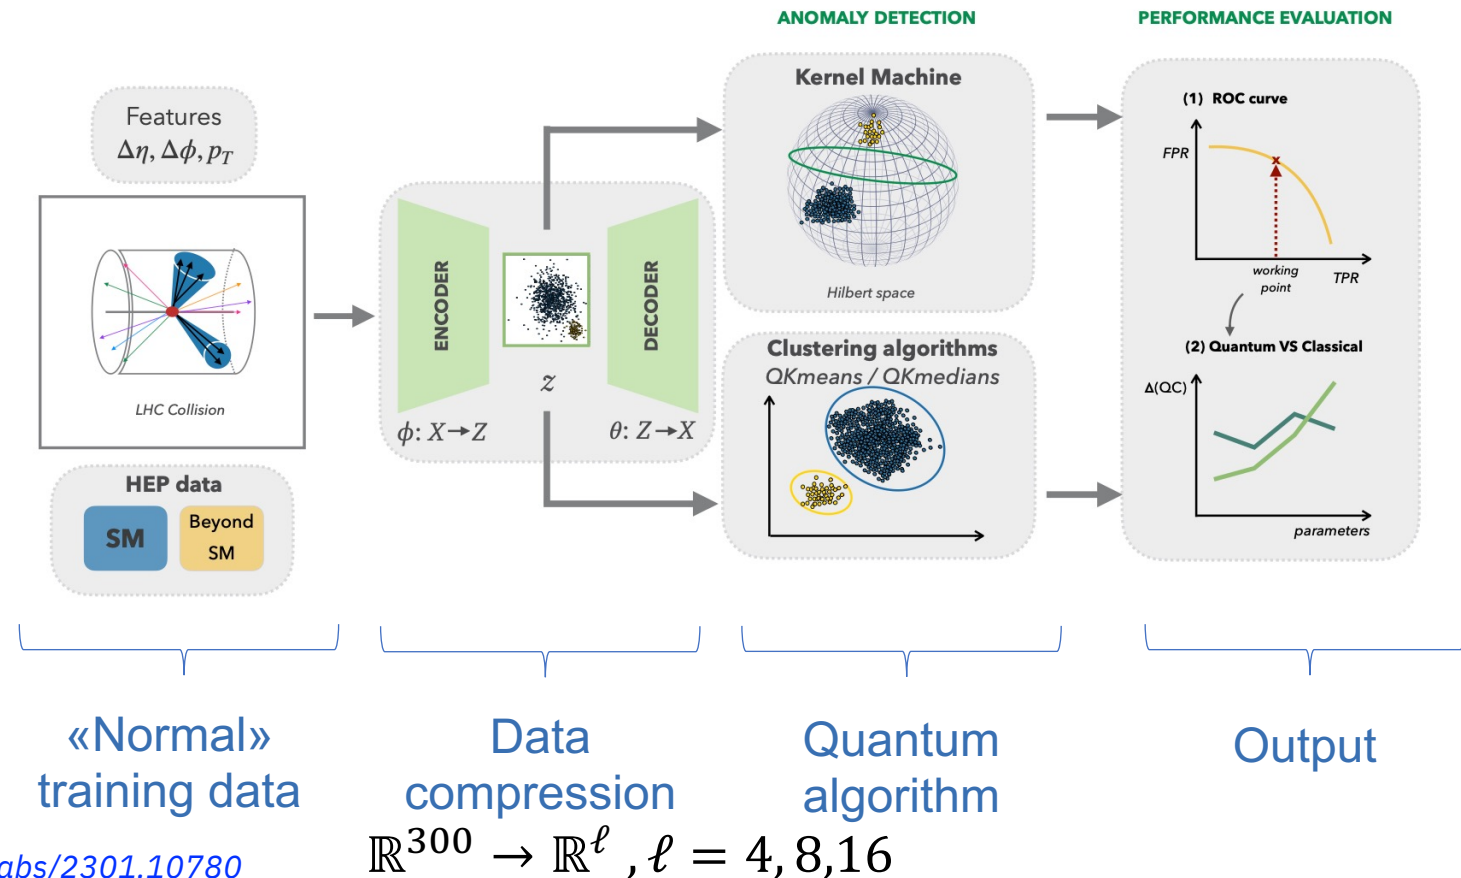 ANOMALY DETECTION
PERFORMANCE EVALUATION
Features
Δη, Δϕ, p_T
LHC Collision
HEP data
SM
Beyond
SM
ENCODER
DECODER
z
ϕ: X→Z
θ: Z→X
Kernel Machine
Hilbert space
Clustering algorithms
QKmeans / QKmedians
(1) ROC curve
FPR
x
working
point
TPR
(2) Quantum VS Classical
Δ(QC)
parameters
«Normal»
training data
Data
compression
Quantum
algorithm
Output
abs/2301.10780
ℝ³⁰⁰ → ℝ^ℓ , ℓ = 4, 8,16